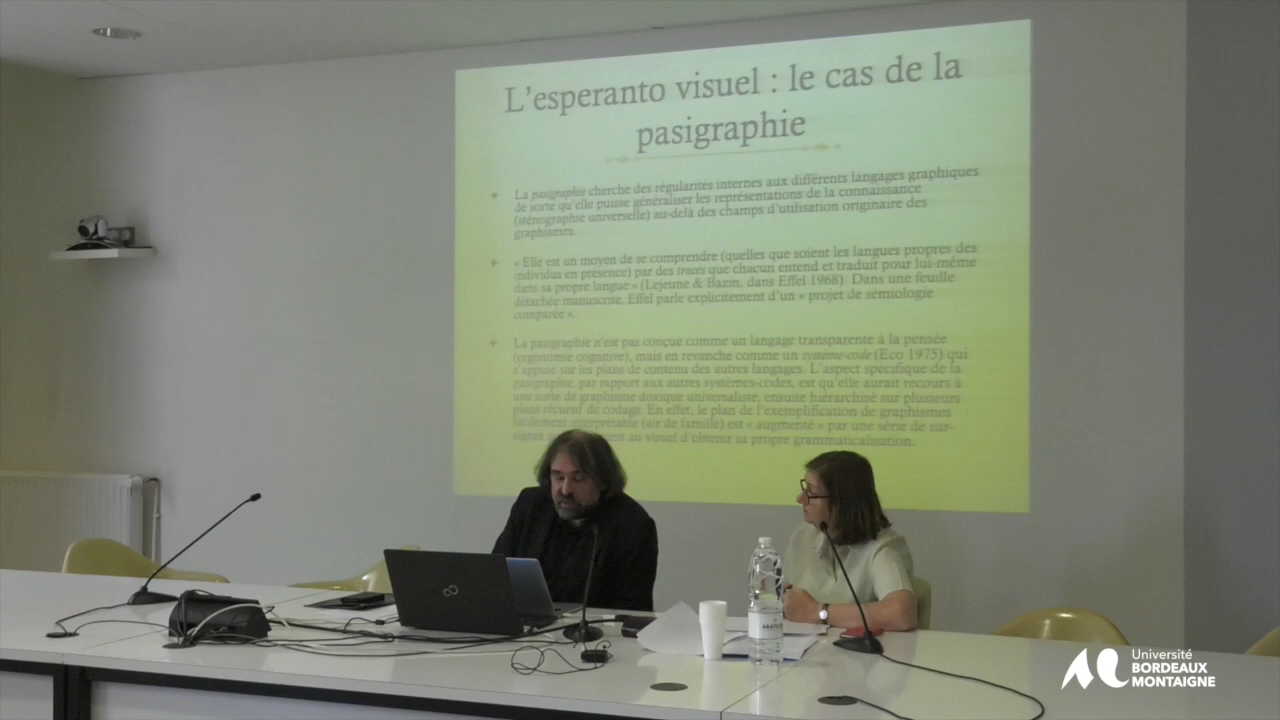 L'esperanto visuel : le cas de la
pasigraphie
La pasigraphie cherche des régularités internes aux différents langages graphiques
de sorte qu'elle puisse généraliser les représentations de la connaissance
(sténographie universelle) au-delà des champs d'utilisation originaire des
graphismes.
« Elle est un moyen de se comprendre (quelles que soient les langues propres des
individus en présence) par des tracés que chacun entend et traduit pour lui-même
dans sa propre langue » (Lejeune & Bazin, dans Effel 1968). Dans une feuille
détachée manuscrite, Effel parle explicitement d'un « projet de sémiologie
comparée ».
La pasigraphie n'est pas conçue comme un langage transparente à la pensée
(ergonomie cognitive), mais en revanche comme un système-code (Eco 1975) qui
s'appuie sur les plans de contenu des autres langages. L'aspect spécifique de la
pasigraphie, par rapport aux autres systèmes-codes, est qu'elle aurait recours à
une sorte de graphisme doxique universaliste, ensuite hiérarchisé sur plusieurs
plans récursif de codage. En effet, le plan de l'exemplification de graphismes
facilement interprétable (air de famille) est « augmenté » par une série de sur-
signes au visuel d'obtenir sa propre grammaticalisation.
Université
BORDEAUX
MONTAIGNE